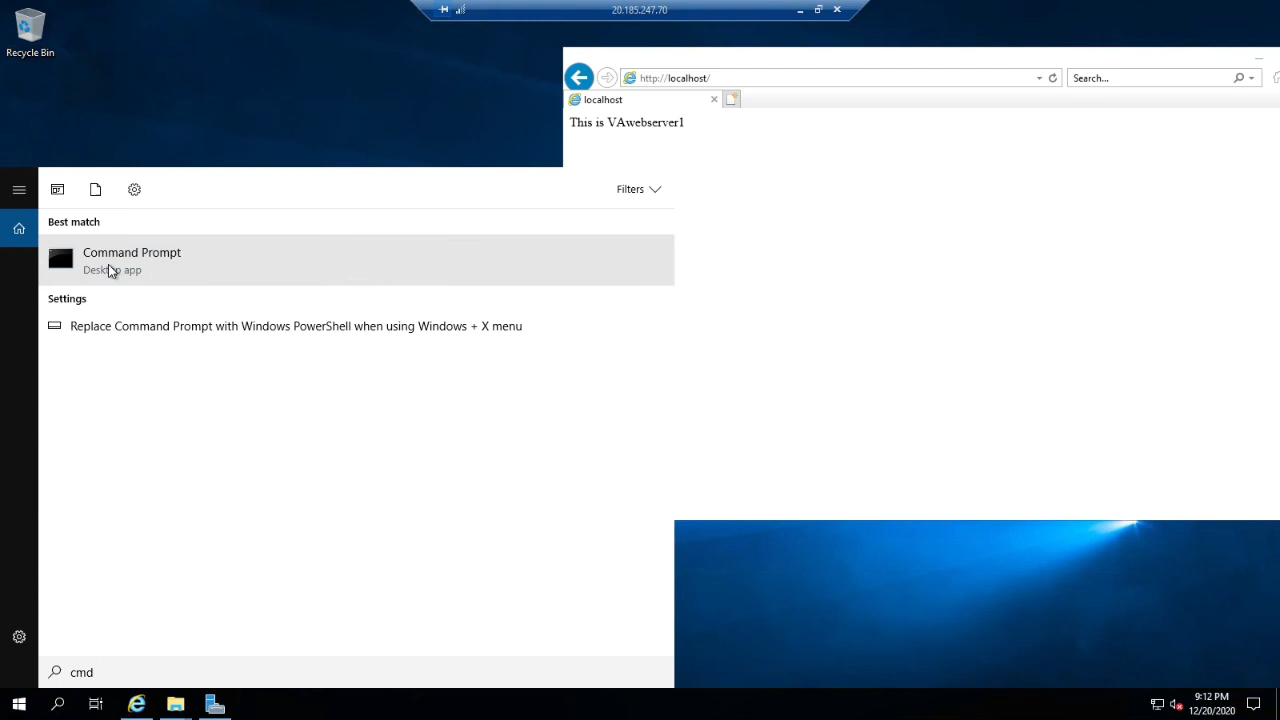 20.185.247.70
Recycle Bin
http://localhost/
Search...
localhost
This is VAwebserver1
Filters
Best match
Command Prompt
Desktop app
Settings
Replace Command Prompt with Windows PowerShell when using Windows + X menu
cmd
9:12 PM
12/20/2020